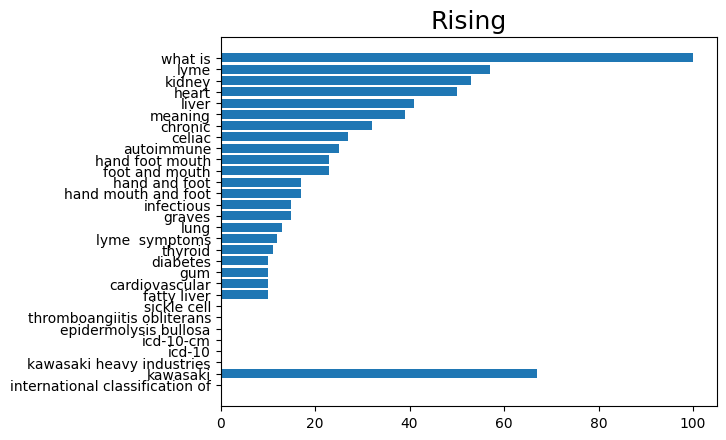 Rising
what is
lyme
kidney
heart
liver
meaning
chronic
celiac
autoimmune
hand foot mouth
foot and mouth
hand and foot
hand mouth and foot
infectious
graves
lung
lyme  symptoms
thyroid
diabetes
gum
cardiovascular
fatty liver
sickle cell
thromboangiitis obliterans
epidermolysis bullosa
icd-10-cm
icd-10
kawasaki heavy industries
kawasaki
international classification of
0 20 40 60 80 100